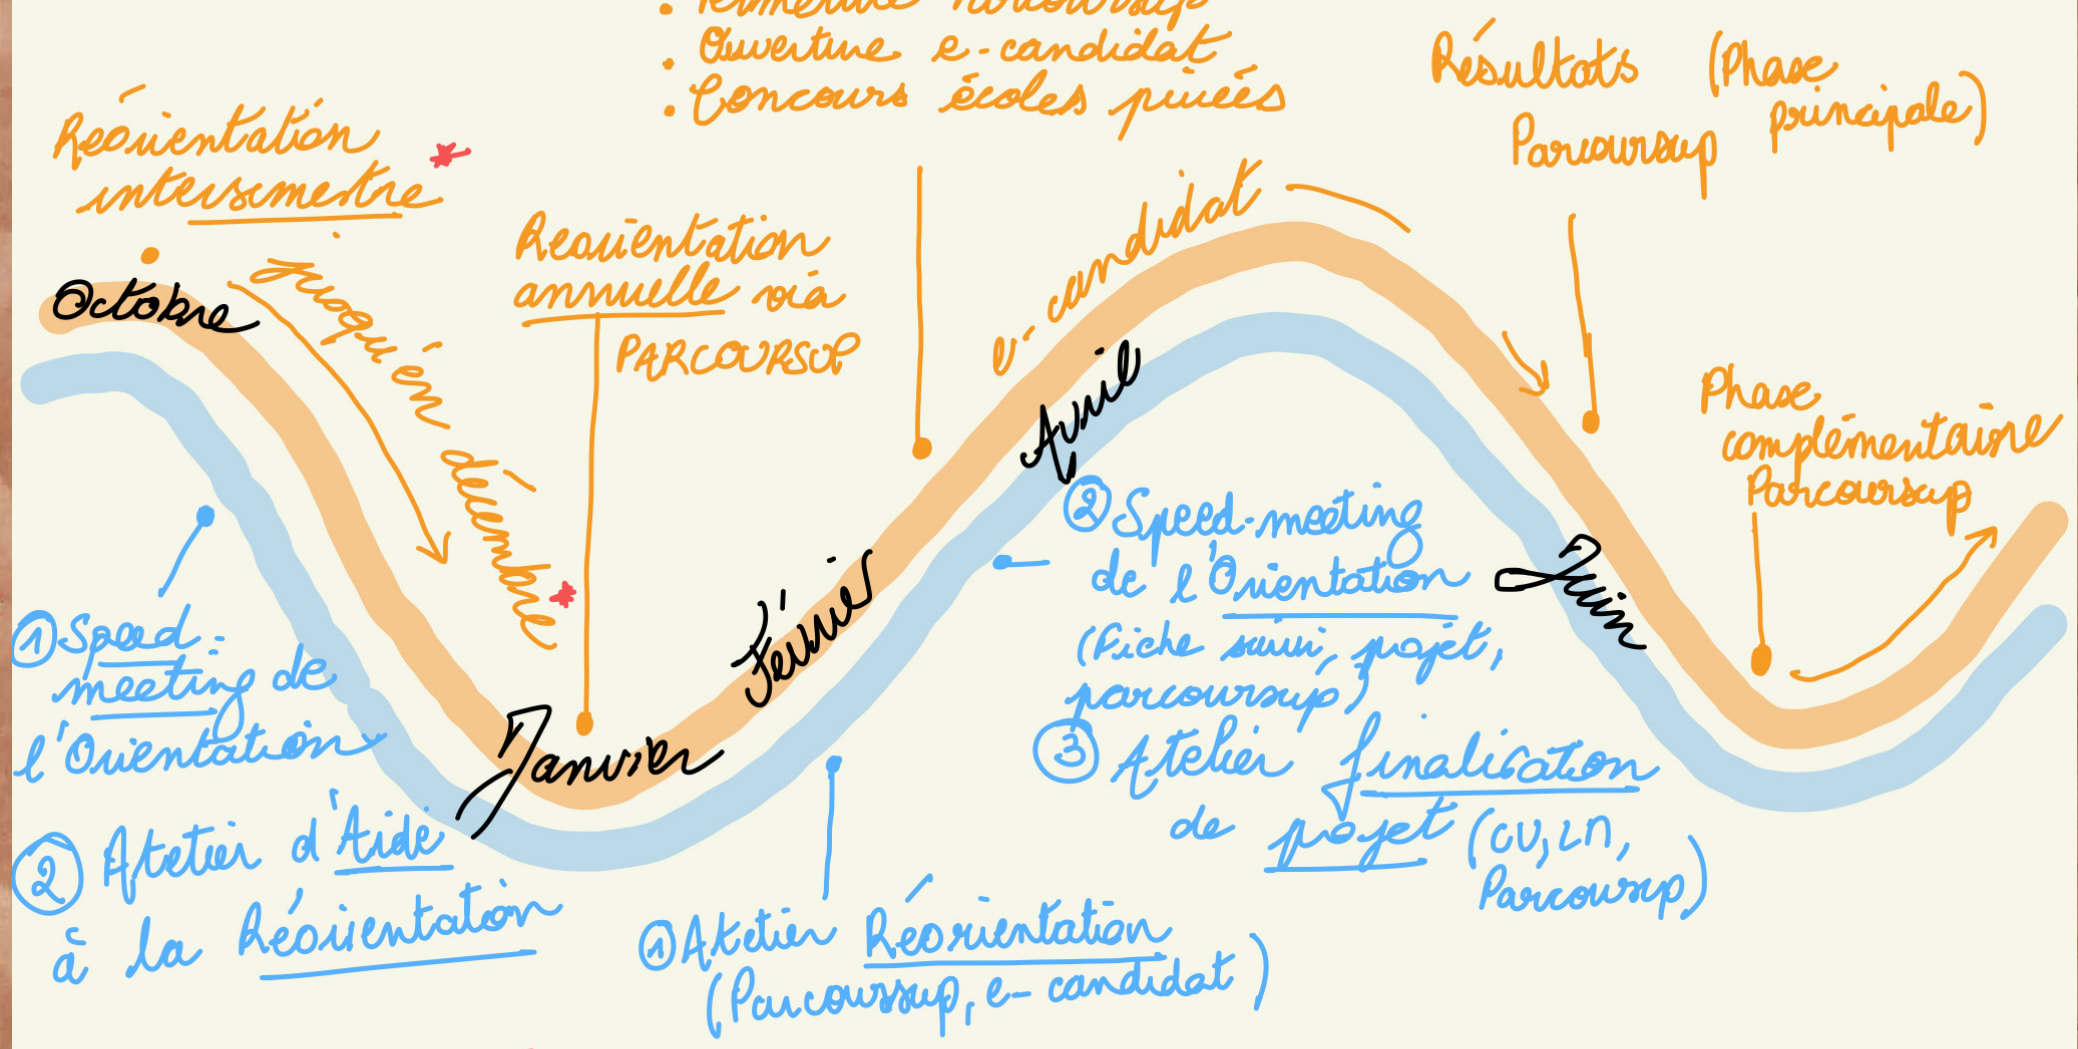 . Fermeture Parcoursup
. Ouverture e-candidat
. Concours écoles privées
Réorientation
intersemestre *
jusqu'en décembre *
Octobre
Reorientation
annuelle via
PARCOURSUP
e-candidat
Résultats (Phase
principale)
Parcoursup
Phase
complémentaire
Parcoursup
Janvier
Février
Avril
Juin
① Speed-
meeting de
l'Orientation
② Atelier d'Aide
à la Réorientation
① Atelier Réorientation
(Parcoursup, e-candidat)
② Speed-meeting
de l'Orientation
(Fiche suivi, projet,
parcoursup)
③ Atelier finalisation
de projet (CV, LM,
Parcoursup)